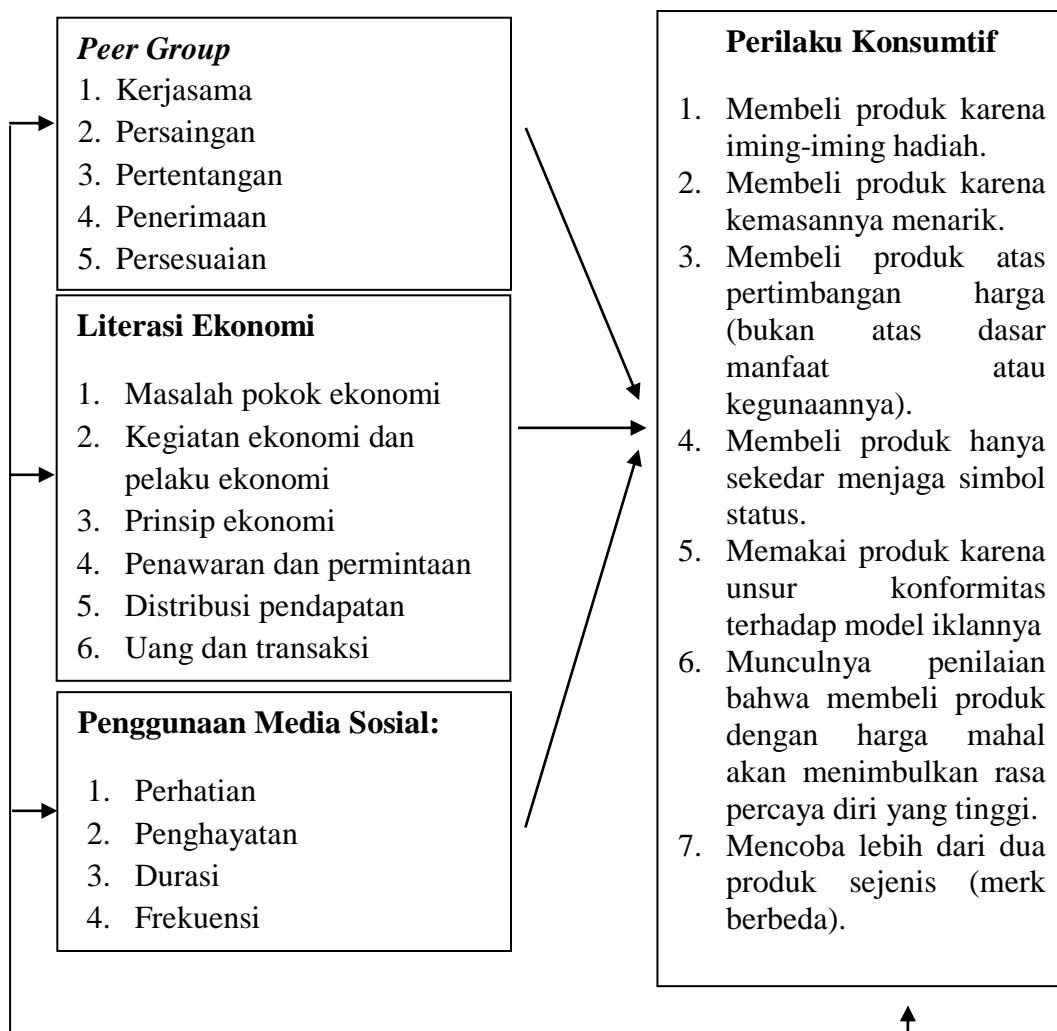 Peer Group
1. Kerjasama
2. Persaingan
3. Pertentangan
4. Penerimaan
5. Persesuaian
Literasi Ekonomi
1. Masalah pokok ekonomi
2. Kegiatan ekonomi dan
pelaku ekonomi
3. Prinsip ekonomi
4. Penawaran dan permintaan
5. Distribusi pendapatan
6. Uang dan transaksi
Penggunaan Media Sosial:
1. Perhatian
2. Penghayatan
3. Durasi
4. Frekuensi
Perilaku Konsumtif
1. Membeli produk karena
iming-iming hadiah.
2. Membeli produk karena
kemasannya menarik.
3. Membeli produk atas
pertimbangan harga
(bukan atas dasar
manfaat atau
kegunaannya).
4. Membeli produk hanya
sekedar menjaga simbol
status.
5. Memakai produk karena
unsur konformitas
terhadap model iklannya
6. Munculnya penilaian
bahwa membeli produk
dengan harga mahal
akan menimbulkan rasa
percaya diri yang tinggi.
7. Mencoba lebih dari dua
produk sejenis (merk
berbeda).